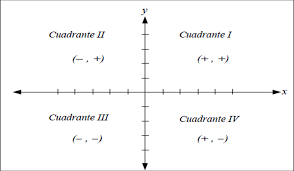 y
Cuadrante II
Cuadrante I
(– , +)
(+ , +)
x
Cuadrante III
Cuadrante IV
(– , –)
(+ , –)